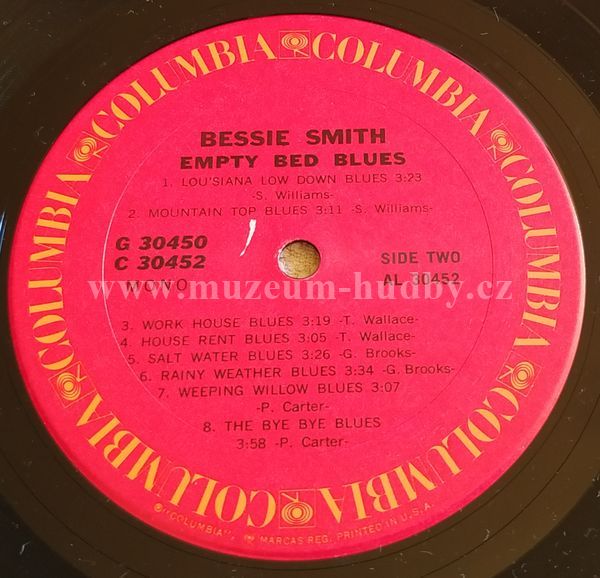 COLUMBIA COLUMBIA COLUMBIA COLUMBIA COLUMBIA COLUMBIA
BESSIE SMITH
EMPTY BED BLUES
1. LOU'SIANA LOW DOWN BLUES 3:23
-S. Williams-
2. MOUNTAIN TOP BLUES 3:11 -S. Williams-
G 30450
C 30452
MONO
SIDE TWO
AL 30452
www.muzeum-hudby.cz
3. WORK HOUSE BLUES 3:19 -T. Wallace-
4. HOUSE RENT BLUES 3:05 -T. Wallace-
5. SALT WATER BLUES 3:26 -G. Brooks-
6. RAINY WEATHER BLUES 3:34 -G. Brooks-
7. WEEPING WILLOW BLUES 3:07
-P. Carter-
8. THE BYE BYE BLUES
3:58 -P. Carter-
"COLUMBIA", MARCAS REG. PRINTED IN U.S.A.